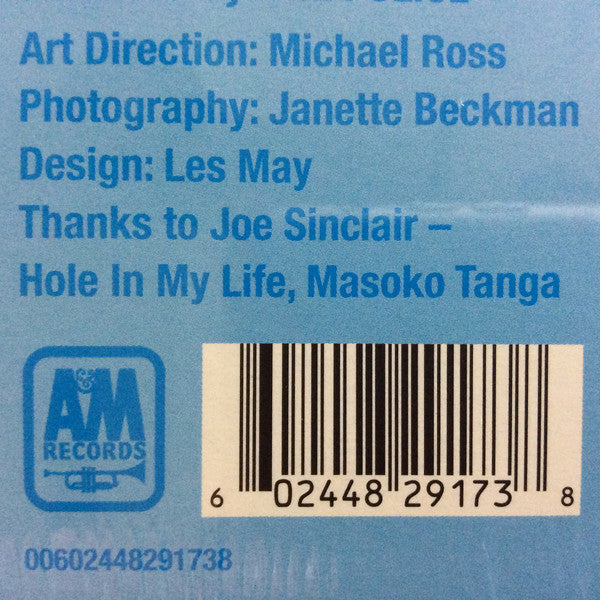 Art Direction: Michael Ross
Photography: Janette Beckman
Design: Les May
Thanks to Joe Sinclair –
Hole In My Life, Masoko Tanga
A&M
RECORDS
6 02448 29173 8
00602448291738